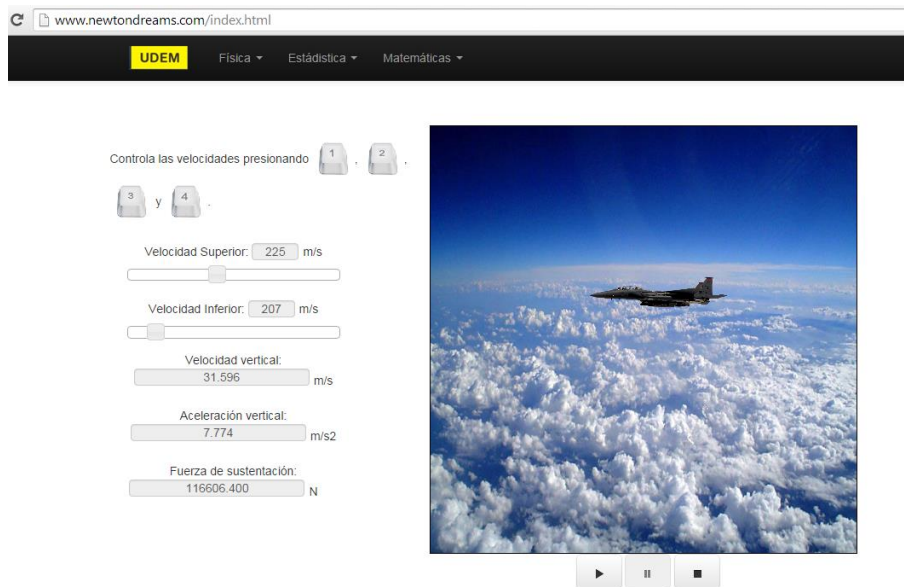 www.newtondreams.com/index.html
UDEM Física Estádistica Matemáticas
Controla las velocidades presionando 1 , 2 ,
3 y 4 .
Velocidad Superior: 225 m/s
Velocidad Inferior: 207 m/s
Velocidad vertical:
31.596 m/s
Aceleración vertical:
7.774 m/s2
Fuerza de sustentación:
116606.400 N